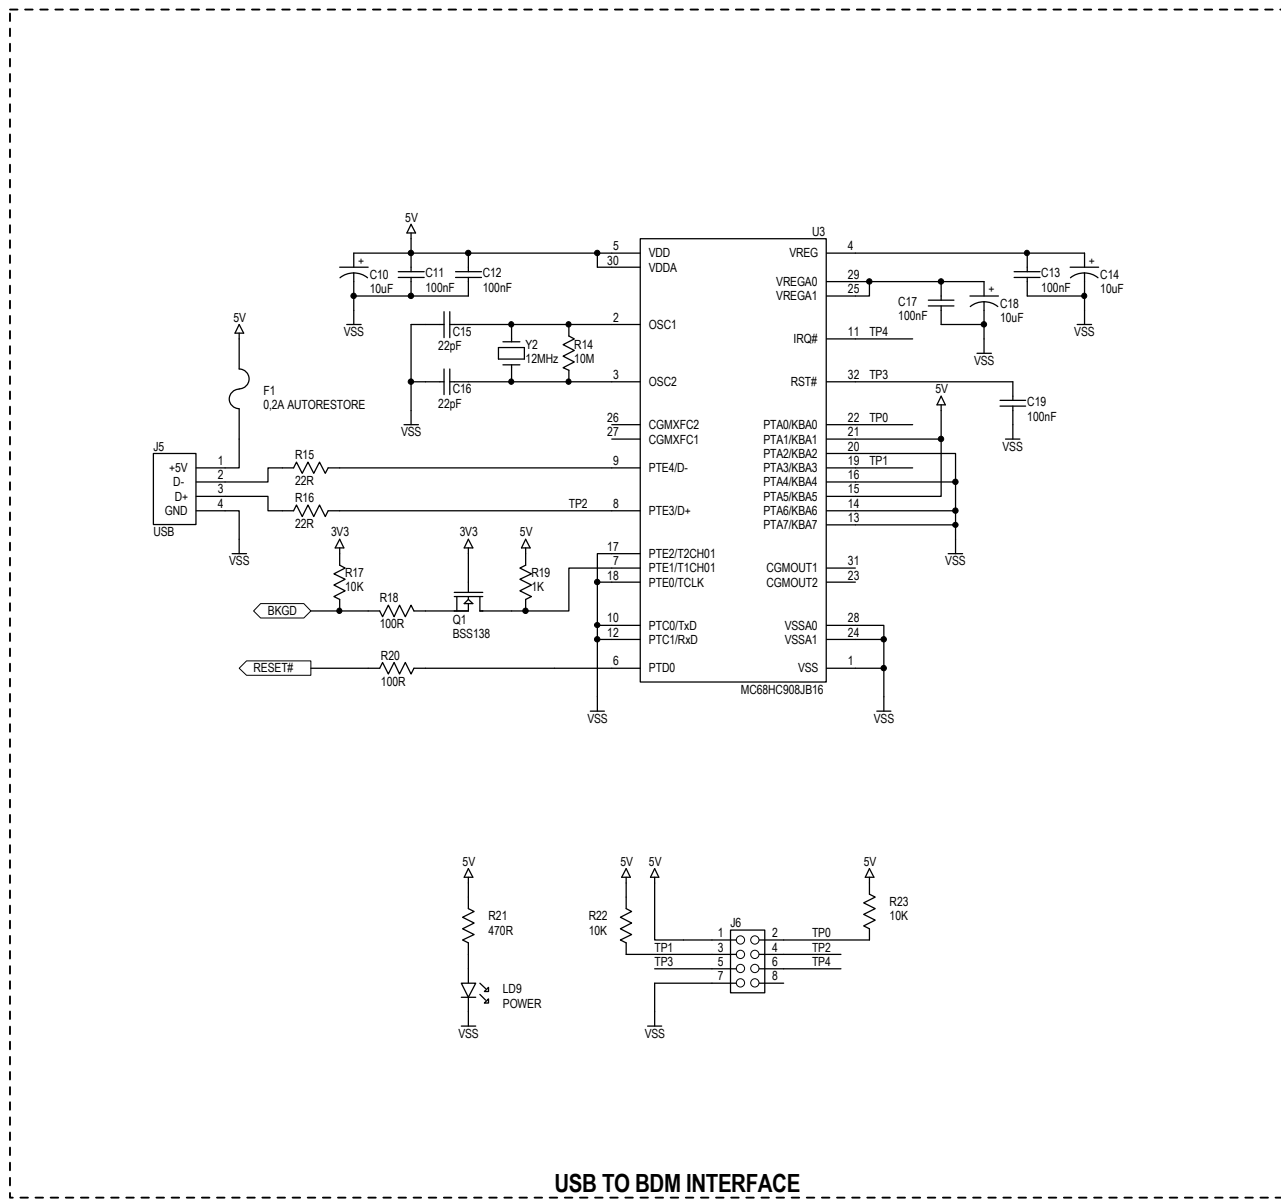 5V
U3
5 VDD
30 VDDA
VREG 4
C10
10uF
C11
100nF
C12
100nF
VSS
VREGA0 29
VREGA1 25
C13
100nF
C14
10uF
VSS
C17
100nF
C18
10uF
VSS
5V
C15
22pF
C16
22pF
VSS
Y2
12MHz
R14
10M
2 OSC1
3 OSC2
IRQ# 11 TP4
RST# 32 TP3
5V
C19
100nF
VSS
F1
0,2A AUTORESTORE
26 CGMXFC2
27 CGMXFC1
PTA0/KBA0 22 TP0
PTA1/KBA1 21
PTA2/KBA2 20
PTA3/KBA3 19 TP1
PTA4/KBA4 16
PTA5/KBA5 15
PTA6/KBA6 14
PTA7/KBA7 13
VSS
J5
+5V 1
D- 2
D+ 3
GND 4
USB
VSS
R15
22R
R16
22R
9 PTE4/D-
TP2 8 PTE3/D+
3V3
R17
10K
3V3
5V
R19
1K
17 PTE2/T2CH01
7 PTE1/T1CH01
18 PTE0/TCLK
CGMOUT1 31
CGMOUT2 23
BKGD
R18
100R
Q1
BSS138
10 PTC0/TxD
12 PTC1/RxD
VSSA0 28
VSSA1 24
RESET#
R20
100R
6 PTD0
VSS 1
MC68HC908JB16
VSS
VSS
5V
R21
470R
LD9
POWER
VSS
5V
5V
5V
R22
10K
R23
10K
J6
1 2 TP0
TP1 3 4 TP2
TP3 5 6 TP4
7 8
VSS
USB TO BDM INTERFACE